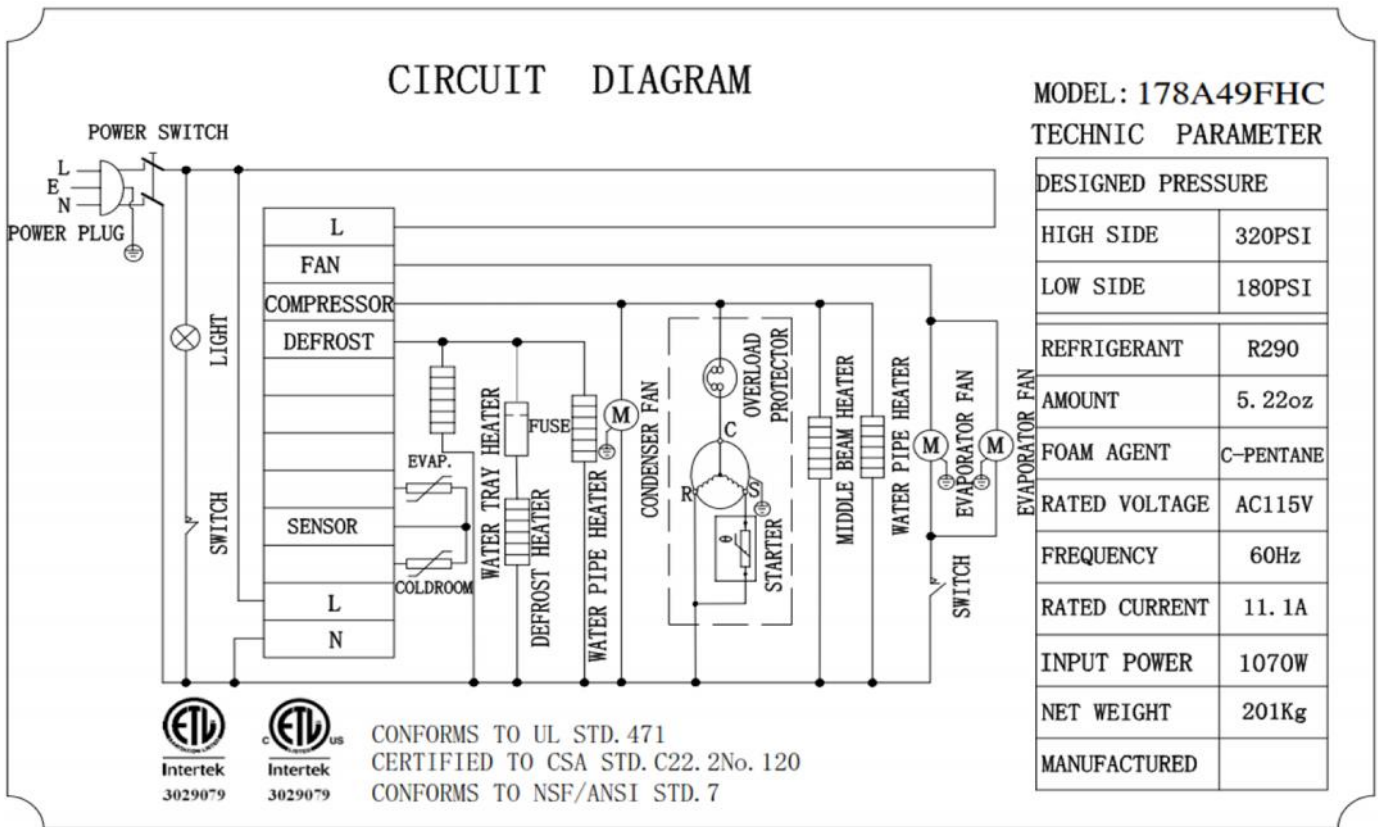 CIRCUIT DIAGRAM
MODEL: 178A49FHC
TECHNIC PARAMETER
POWER SWITCH
L
E
N
POWER PLUG
LIGHT
SWITCH
L
FAN
COMPRESSOR
DEFROST
SENSOR
L
N
EVAP.
COLDROOM
WATER TRAY HEATER
FUSE
DEFROST HEATER
WATER PIPE HEATER
M
CONDENSER FAN
OVERLOAD PROTECTOR
C
R
S
θ
STARTER
MIDDLE BEAM HEATER
WATER PIPE HEATER
M
EVAPORATOR FAN
M
EVAPORATOR FAN
SWITCH
DESIGNED PRESSURE
HIGH SIDE 320PSI
LOW SIDE 180PSI
REFRIGERANT R290
AMOUNT 5.22oz
FOAM AGENT C-PENTANE
RATED VOLTAGE AC115V
FREQUENCY 60Hz
RATED CURRENT 11.1A
INPUT POWER 1070W
NET WEIGHT 201Kg
MANUFACTURED
ETL
Intertek
3029079
C ETL US
Intertek
3029079
CONFORMS TO UL STD.471
CERTIFIED TO CSA STD.C22.2No.120
CONFORMS TO NSF/ANSI STD.7